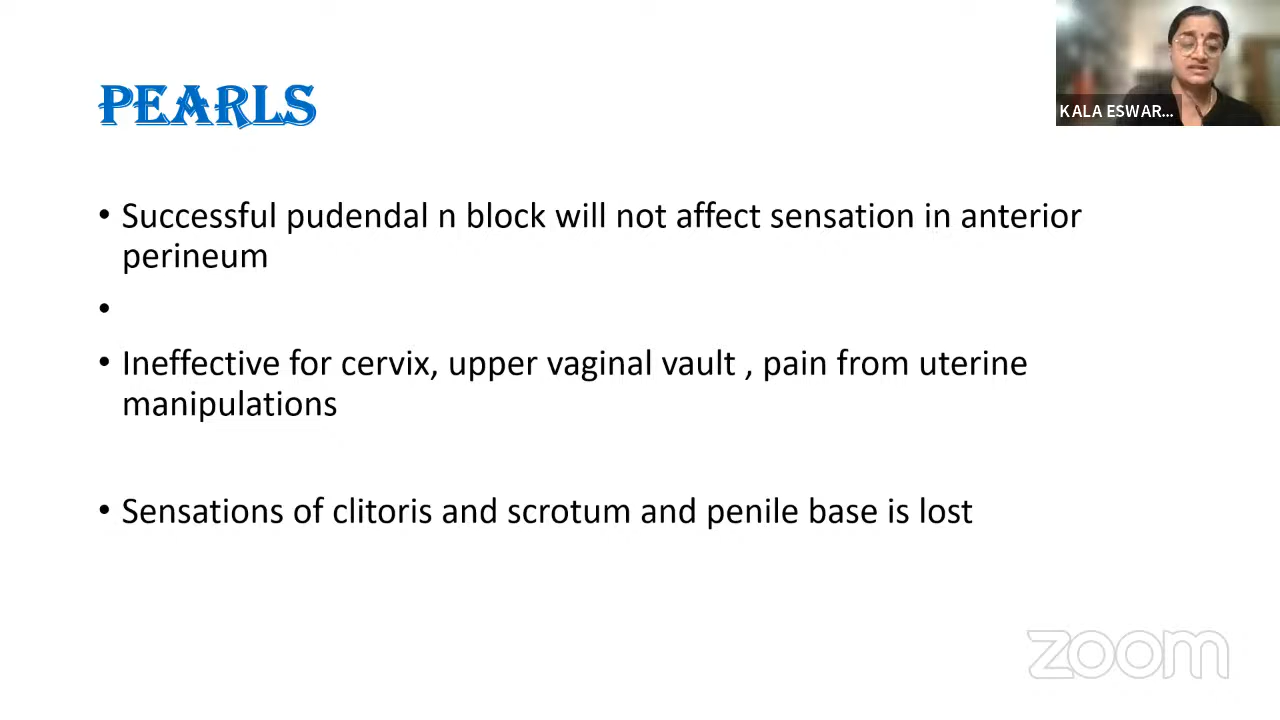 PEARLS
KALA ESWAR...
• Successful pudendal n block will not affect sensation in anterior
perineum
•
• Ineffective for cervix, upper vaginal vault , pain from uterine
manipulations
• Sensations of clitoris and scrotum and penile base is lost
zoom